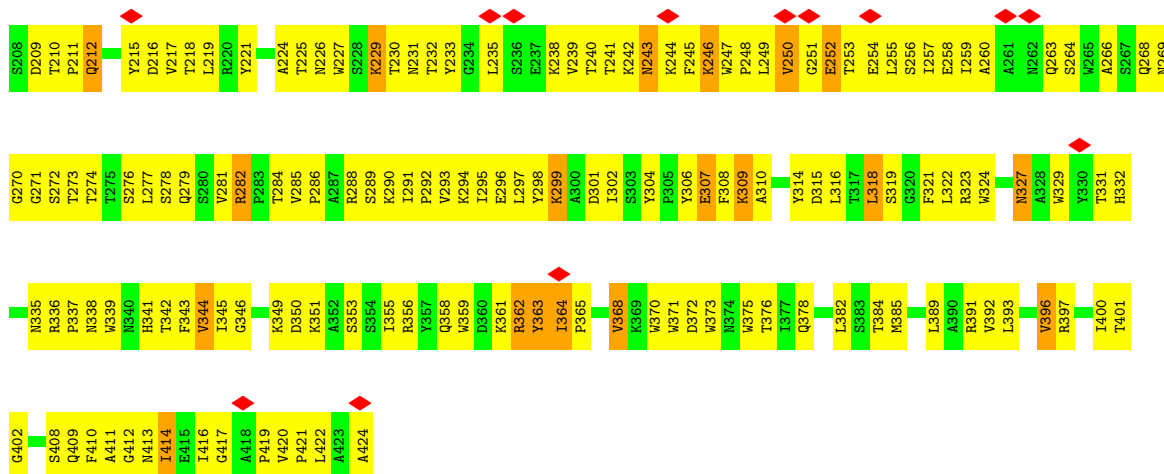 S208 D209 T210 P211 Q212 Y215 D216 V217 T218 L219 R220 Y221 A224 T225 N226 W227 S228 K229 T230 N231 T232 Y233 G234 L235 S236 E237 K238 V239 T240 T241 K242 N243 K244 F245 K246 W247 P248 L249 V250 G251 E252 T253 E254 L255 S256 I257 E258 I259 A260 A261 N262 Q263 S264 W265 A266 S267 Q268 N269
G270 G271 S272 T273 T274 T275 S276 L277 S278 Q279 S280 V281 R282 P283 T284 V285 P286 A287 R288 S289 K290 I291 P292 V293 K294 I295 E296 L297 Y298 K299 A300 D301 I302 S303 Y304 P305 Y306 E307 F308 K309 A310 Y314 D315 L316 T317 L318 S319 G320 F321 L322 R323 W324 N327 A328 W329 Y330 T331 H332
N335 R336 P337 N338 W339 N340 H341 T342 F343 V344 I345 G346 K349 D350 K351 A352 S353 S354 I355 R356 Y357 Q358 W359 D360 K361 R362 Y363 I364 P365 V368 K369 W370 W371 D372 W373 N374 W375 T376 I377 Q378 L382 S383 T384 M385 L389 A390 R391 V392 L393 V396 R397 I400 T401
G402 S408 Q409 F410 A411 G412 N413 I414 E415 I416 G417 A418 P419 V420 P421 L422 A423 A424